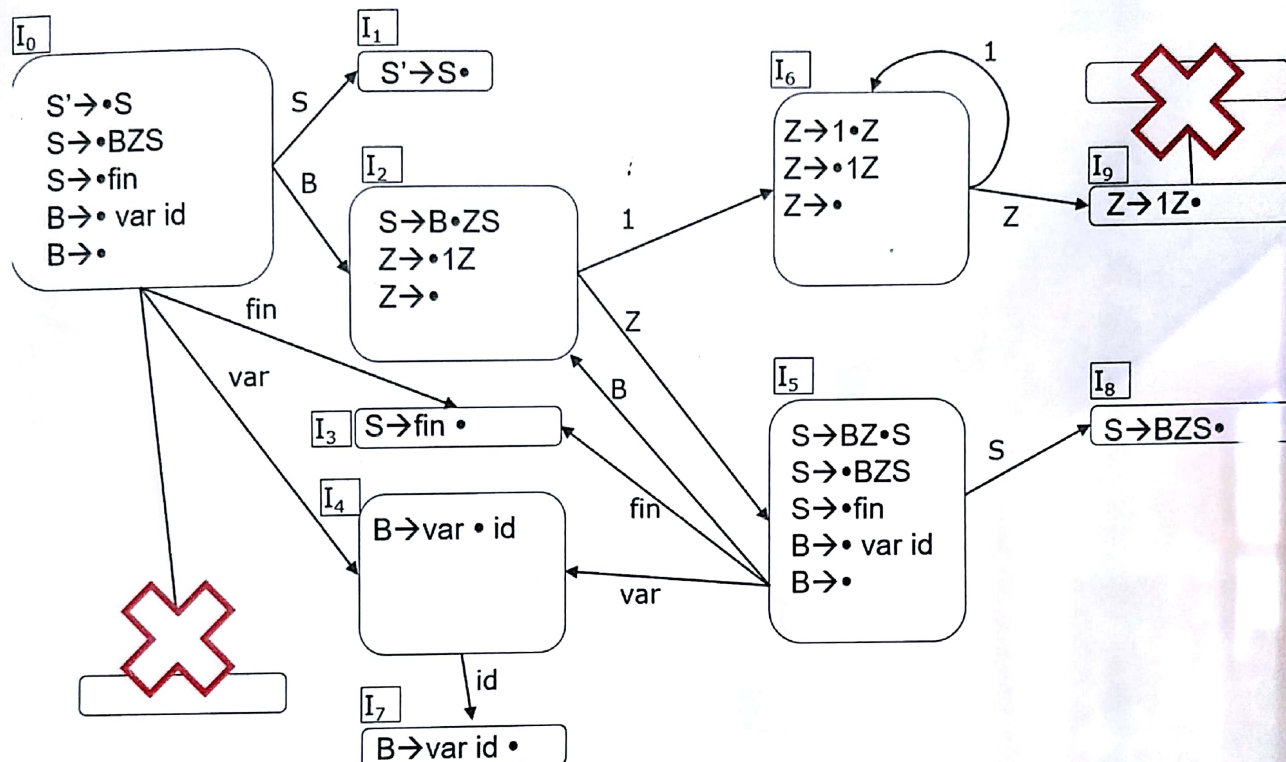 I₀
S'→•S
S→•BZS
S→•fin
B→• var id
B→•
S
B
fin
var
I₁
S'→S•
I₂
S→B•ZS
Z→•1Z
Z→•
1
Z
I₃
S→fin •
I₄
B→var • id
id
I₇
B→var id •
I₆
Z→1•Z
Z→•1Z
Z→•
1
Z
I₉
Z→1Z•
I₅
S→BZ•S
S→•BZS
S→•fin
B→• var id
B→•
B
fin
var
S
I₈
S→BZS•